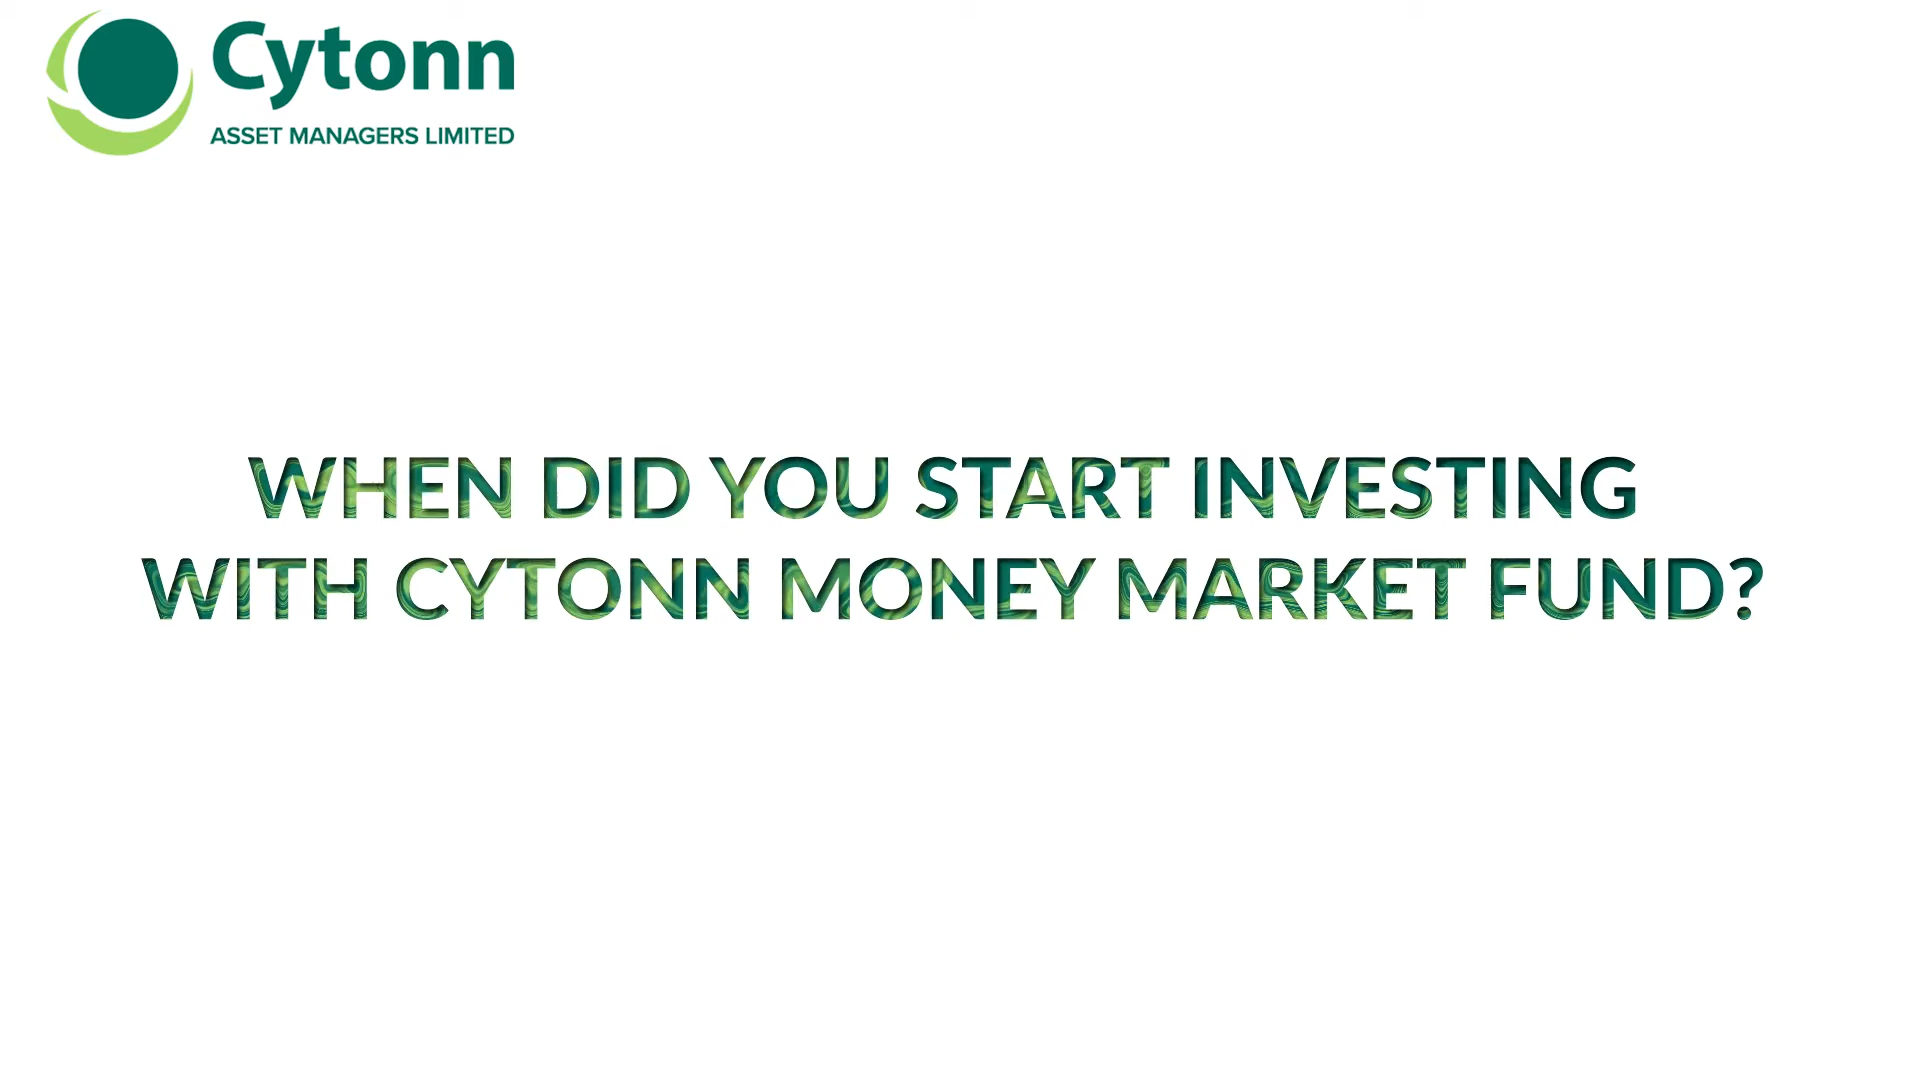 Cytonn
ASSET MANAGERS LIMITED
WHEN DID YOU START INVESTING
WITH CYTONN MONEY MARKET FUND?